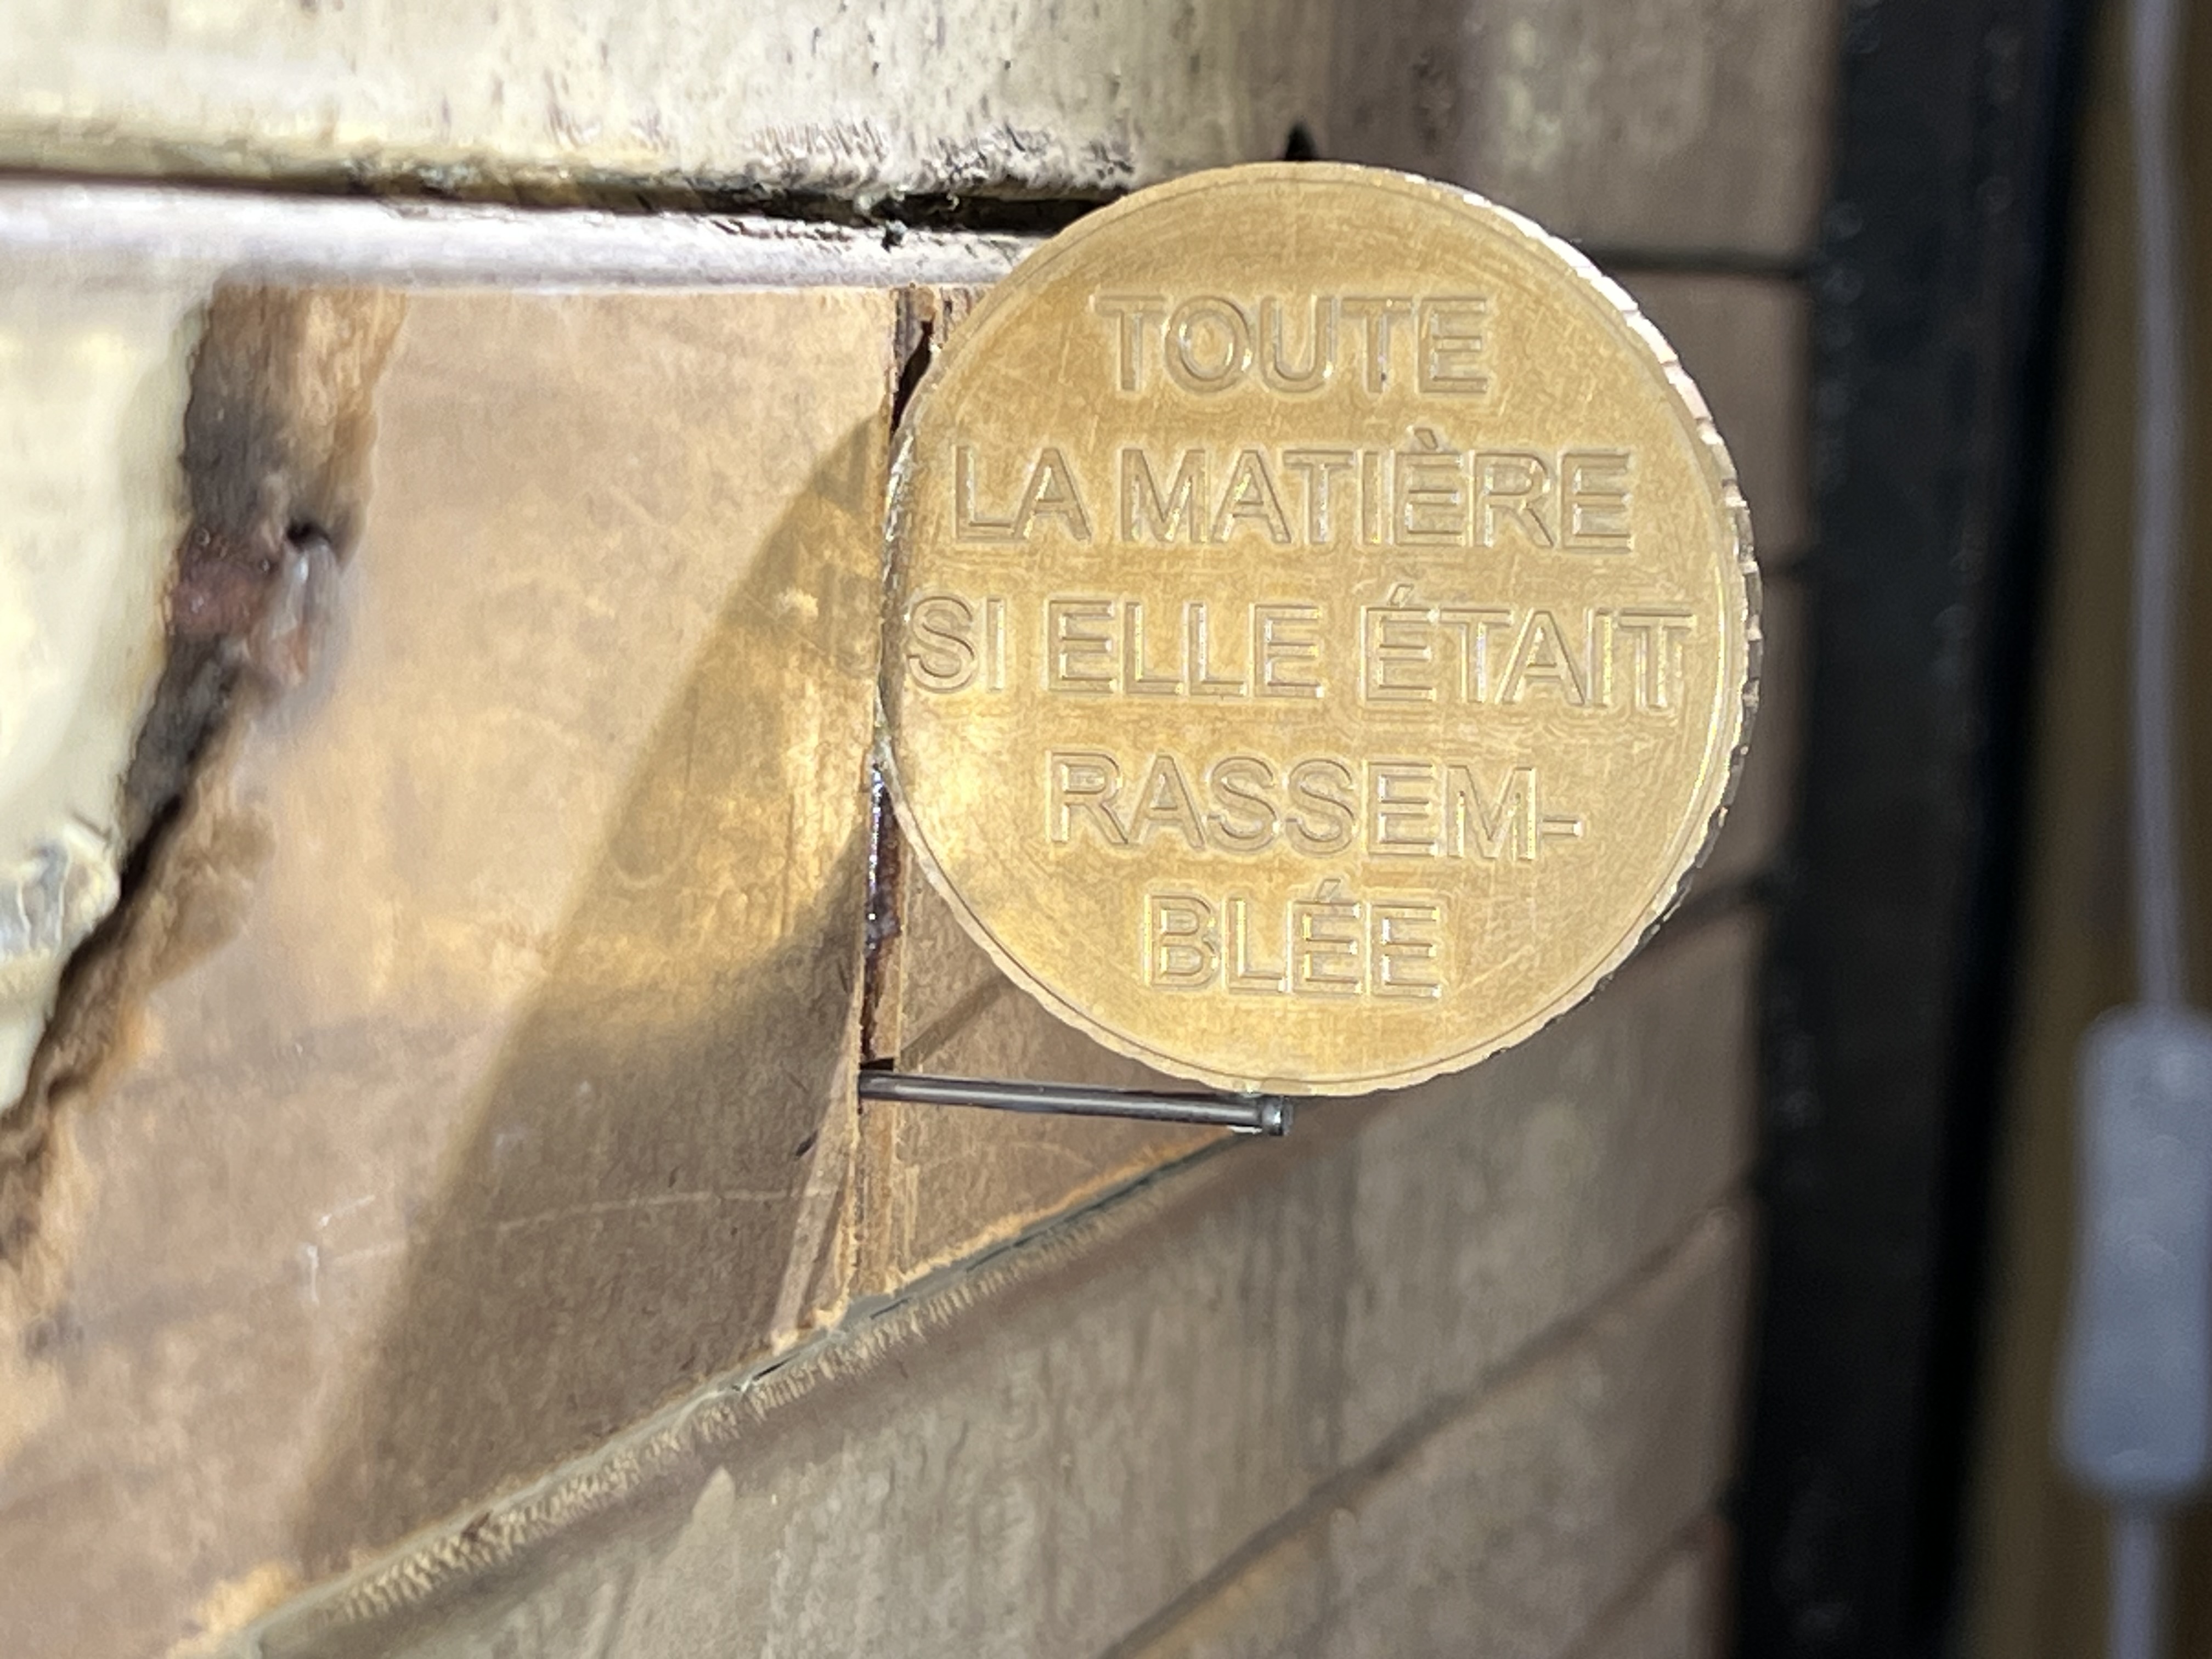 TOUTE
LA MATIÈRE
SI ELLE ÉTAIT
RASSEM-
BLÉE